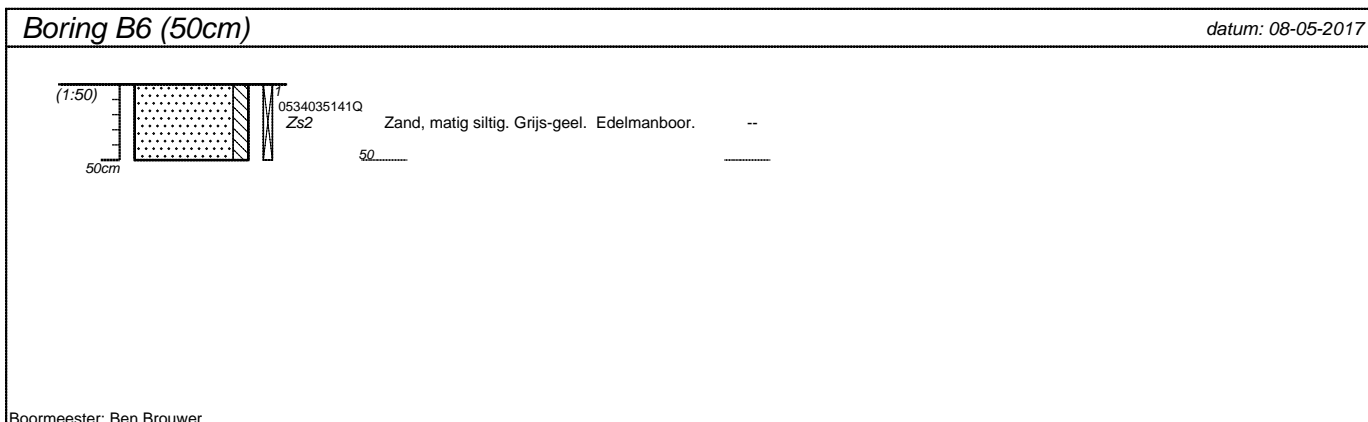 Boring B6 (50cm)
datum: 08-05-2017
(1:50)
1
0534035141Q
Zs2 Zand, matig siltig. Grijs-geel. Edelmanboor. --
50
50cm
Boormeester: Ben Brouwer